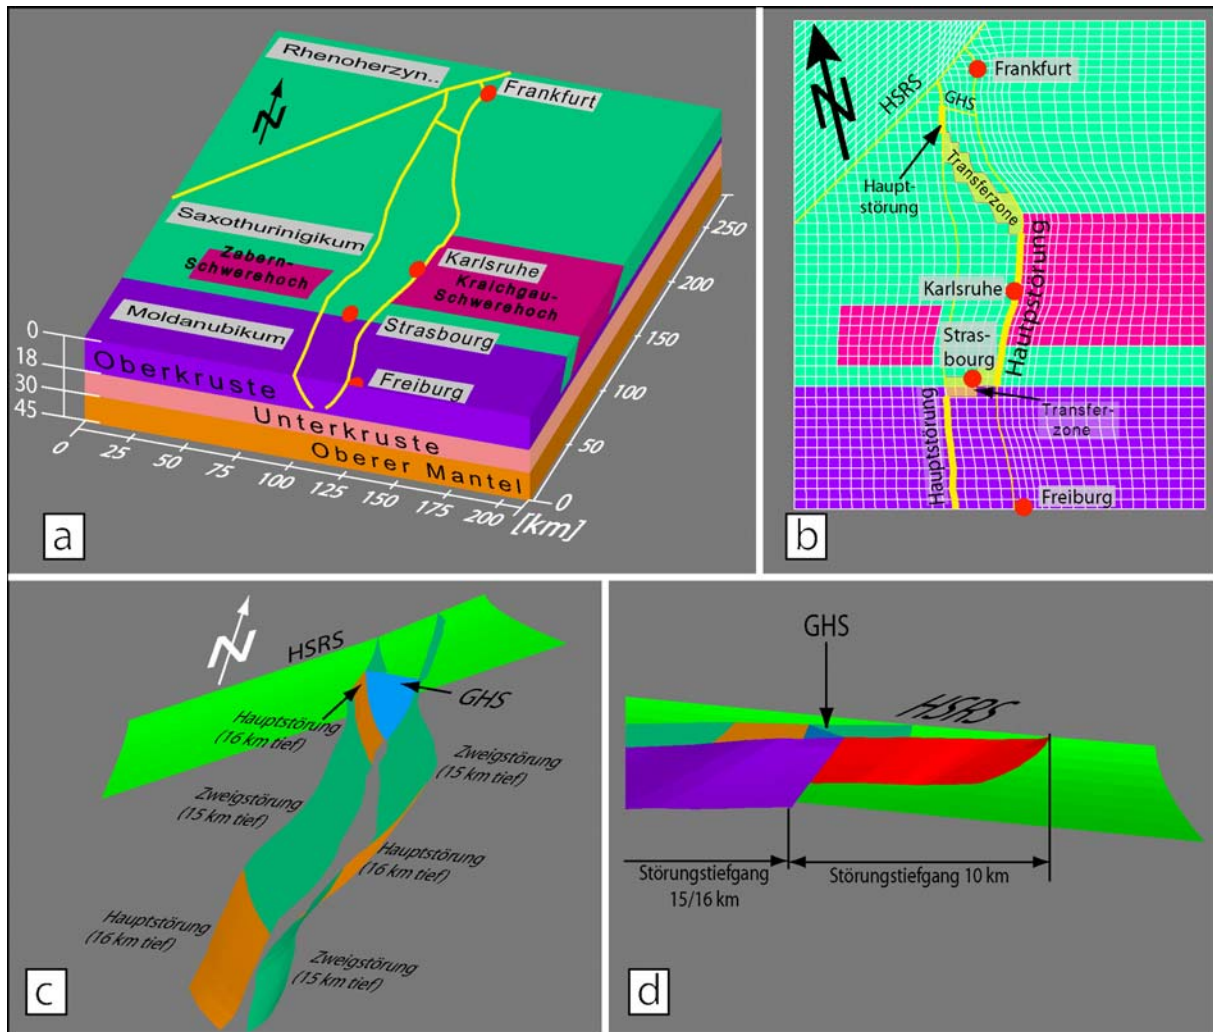 Rhenoherzyn..
N
Frankfurt
Saxothurinigikum
Zabern-
Schwerehoch
Karlsruhe
Kraichgau-
Schwerehoch
Moldanubikum
Strasbourg
Freiburg
Oberkruste
Unterkruste
Oberer Mantel
0
18
30
45
0
25
50
75
100
125
150
175
200
[km]
0
50
100
150
200
250
a
N
HSRS
Frankfurt
GHS
Haupt-
störung
Transferzone
Karlsruhe
Hautpstörung
Stras-
bourg
Hauptstörung
Transfer-
zone
Freiburg
b
N
HSRS
GHS
Hauptstörung
(16 km tief)
Zweigstörung
(15 km tief)
Zweigstörung
(15 km tief)
Hauptstörung
(16 km tief)
Hauptstörung
(16 km tief)
Zweigstörung
(15 km tief)
c
GHS
HSRS
Störungstiefgang
15/16 km
Störungstiefgang 10 km
d